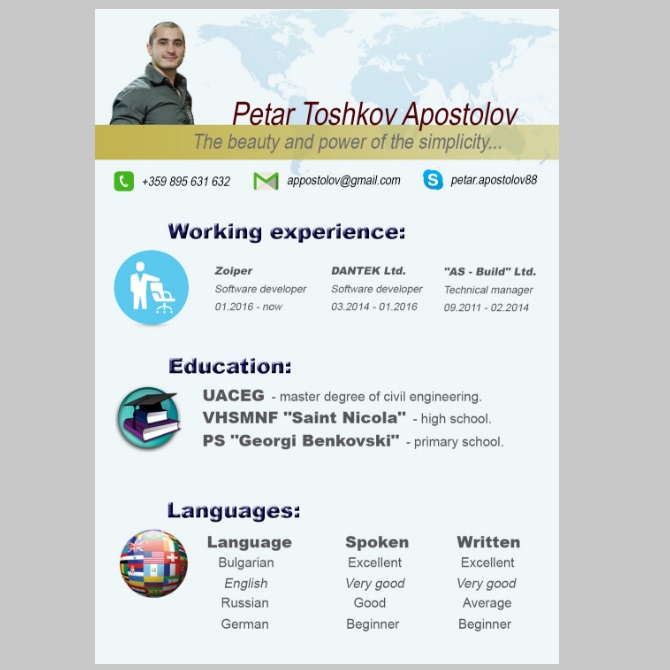 Petar Toshkov Apostolov
The beauty and power of the simplicity...
+359 895 631 632 appostolov@gmail.com petar.apostolov88
Working experience:
Zoiper DANTEK Ltd. "AS - Build" Ltd.
Software developer Software developer Technical manager
01.2016 - now 03.2014 - 01.2016 09.2011 - 02.2014
Education:
UACEG - master degree of civil engineering.
VHSMNF "Saint Nicola" - high school.
PS "Georgi Benkovski" - primary school.
Languages:
Language Spoken Written
Bulgarian Excellent Excellent
English Very good Very good
Russian Good Average
German Beginner Beginner